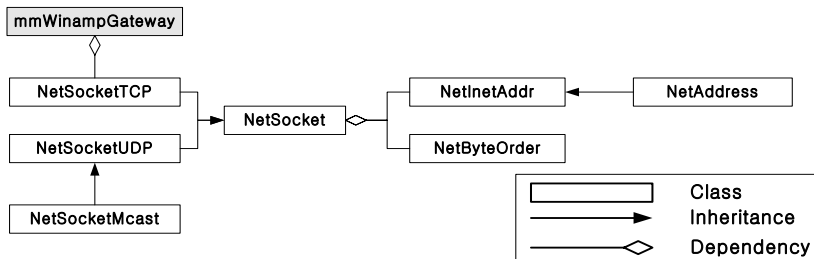 mmWinampGateway
NetSocketTCP
NetInetAddr
NetAddress
NetSocket
NetSocketUDP
NetByteOrder
NetSocketMcast
Class
Inheritance
Dependency